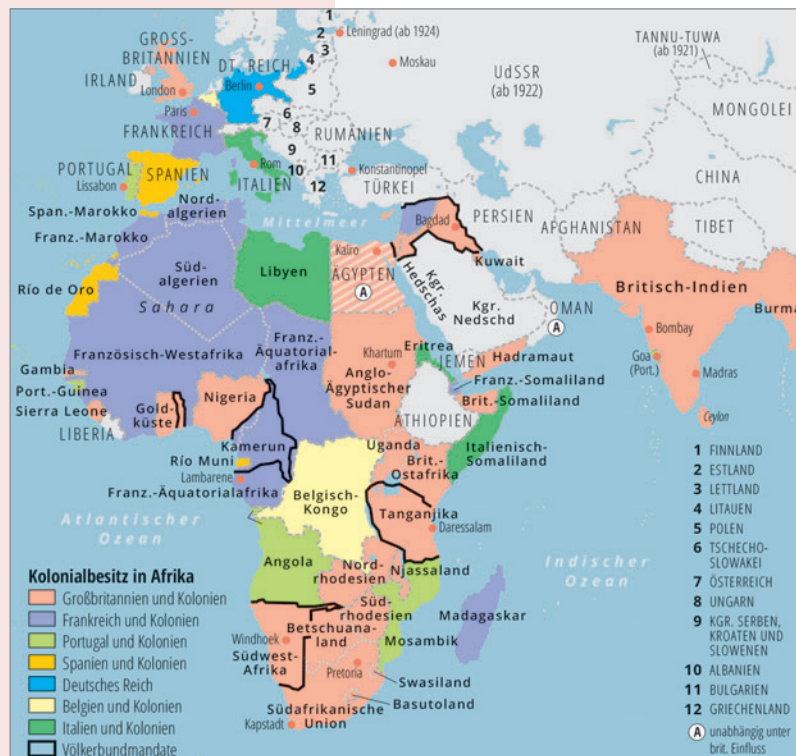 GROSS-
BRITANNIEN
IRLAND
London
Paris
FRANKREICH
DT. REICH
Berlin
1
2
3
4
5
6
7
8
9
10
11
12
Leningrad (ab 1924)
Moskau
UdSSR
(ab 1922)
TANNU-TUWA
(ab 1921)
MONGOLEI
CHINA
TIBET
RUMÄNIEN
Konstantinopel
TÜRKEI
PORTUGAL
Lissabon
SPANIEN
Rom
ITALIEN
Mittelmeer
PERSIEN
AFGHANISTAN
Span.-Marokko
Franz.-Marokko
Nord-
algerien
Süd-
algerien
Río de Oro
Sahara
Libyen
Kairo
ÄGYPTEN
A
Bagdad
Kuwait
Kgr.
Hedschas
Kgr.
Nedschd
OMAN
A
JEMEN
Hadramaut
Britisch-Indien
Burma
Bombay
Goa
(Port.)
Madras
Ceylon
Französisch-Westafrika
Franz.-
Äquatorial-
afrika
Khartum
Anglo-
Ägyptischer
Sudan
Eritrea
Franz.-Somaliland
Brit.-Somaliland
ÄTHIOPIEN
Italienisch-
Somaliland
Gambia
Port.-Guinea
Sierra Leone
LIBERIA
Gold-
küste
Nigeria
Kamerun
Río Muni
Lambarene
Franz.-Äquatorialafrika
Uganda
Brit.-
Ostafrika
Belgisch-
Kongo
Tanganjika
Daressalam
Atlantischer
Ozean
Indischer
Ozean
Angola
Nord-
rhodesien
Njassaland
Süd-
rhodesien
Betschuana-
land
Mosambik
Madagaskar
Windhoek
Südwest-
Afrika
Pretoria
Swasiland
Basutoland
Südafrikanische
Union
Kapstadt
Kolonialbesitz in Afrika
Großbritannien und Kolonien
Frankreich und Kolonien
Portugal und Kolonien
Spanien und Kolonien
Deutsches Reich
Belgien und Kolonien
Italien und Kolonien
Völkerbundmandate
1 FINNLAND
2 ESTLAND
3 LETTLAND
4 LITAUEN
5 POLEN
6 TSCHECHO-
SLOWAKEI
7 ÖSTERREICH
8 UNGARN
9 KGR. SERBEN,
KROATEN UND
SLOWENEN
10 ALBANIEN
11 BULGARIEN
12 GRIECHENLAND
A unabhängig unter
brit. Einfluss